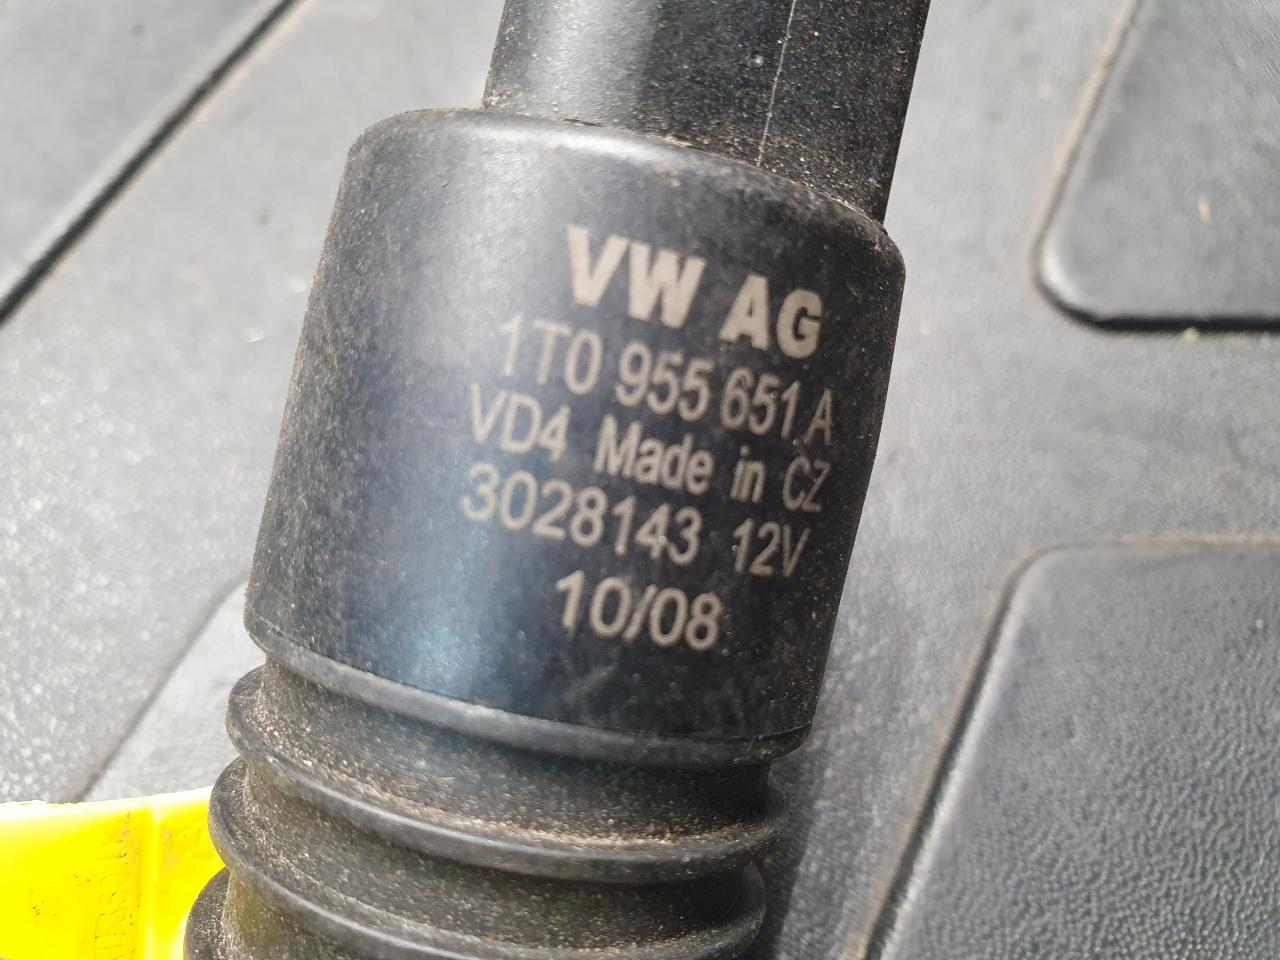 VW AG
1T0 955 651 A
VD4 Made in CZ
3028143 12V
10/08